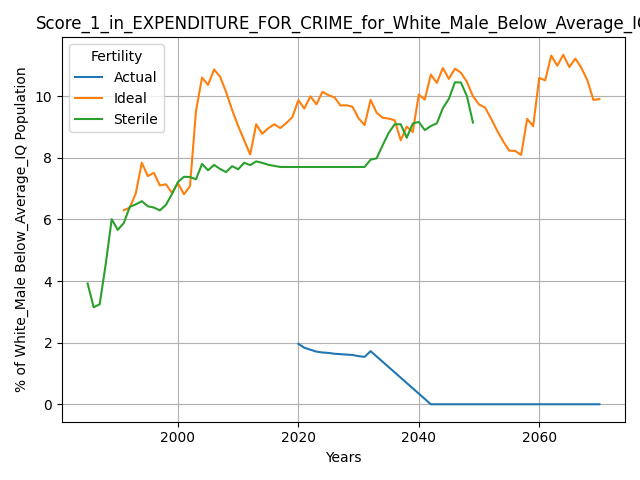 Score_1_in_EXPENDITURE_FOR_CRIME_for_White_Male_Below_Average_IQ
Fertility
Actual
Ideal
Sterile
% of White_Male Below_Average_IQ Population
10
8
6
4
2
0
2000 2020 2040 2060
Years